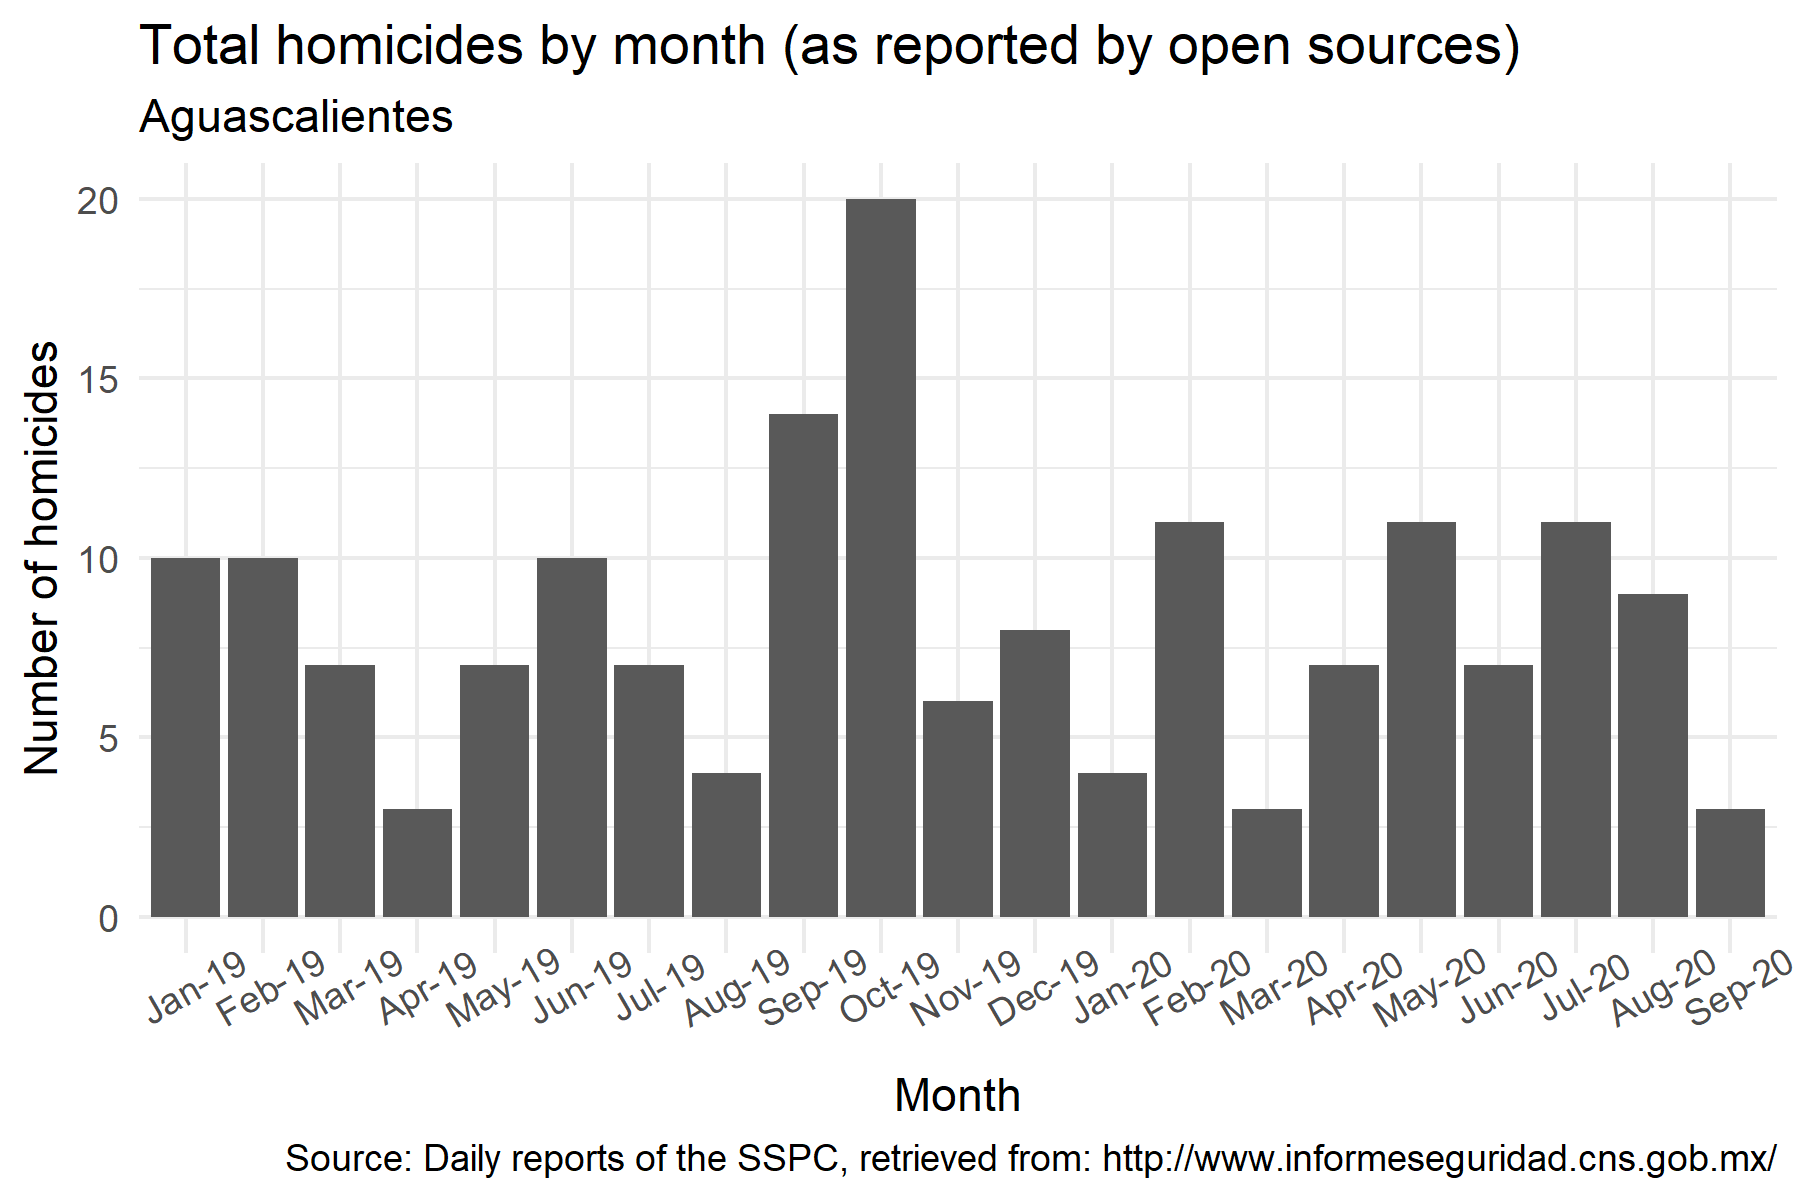 Total homicides by month (as reported by open sources)
Aguascalientes
Number of homicides
20
15
10
5
0
Jan-19
Feb-19
Mar-19
Apr-19
May-19
Jun-19
Jul-19
Aug-19
Sep-19
Oct-19
Nov-19
Dec-19
Jan-20
Feb-20
Mar-20
Apr-20
May-20
Jun-20
Jul-20
Aug-20
Sep-20
Month
Source: Daily reports of the SSPC, retrieved from: http://www.informeseguridad.cns.gob.mx/